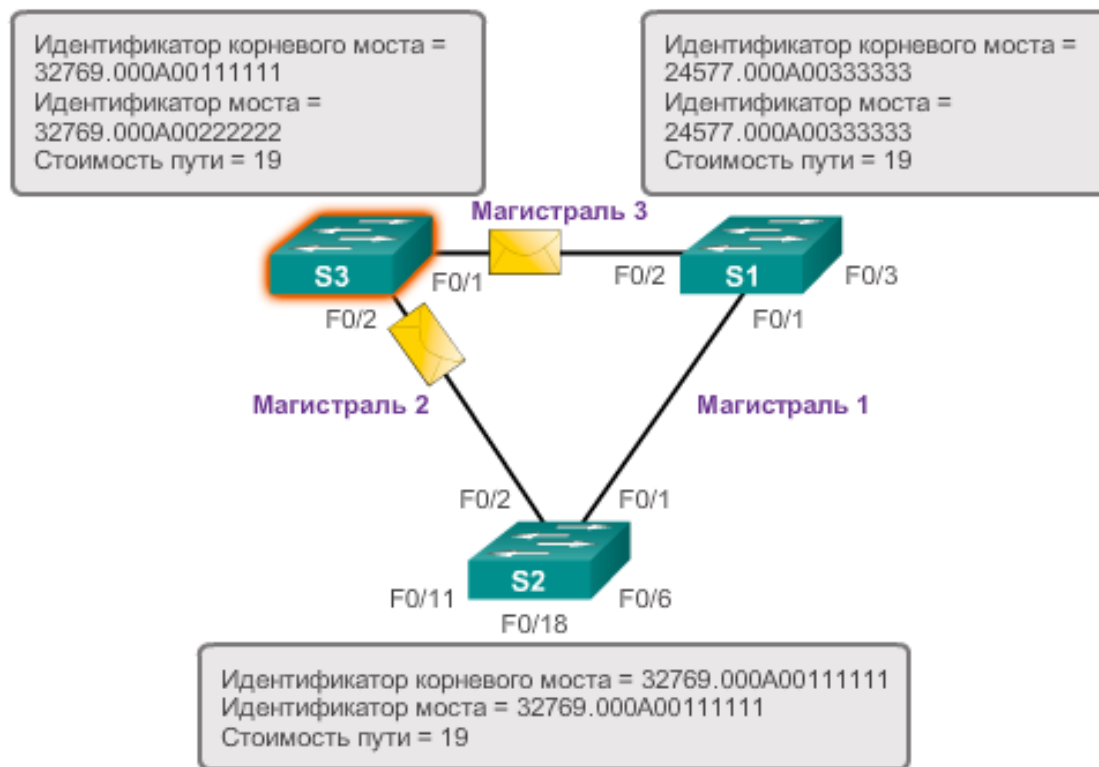 Идентификатор корневого моста =
32769.000A00111111
Идентификатор моста =
32769.000A00222222
Стоимость пути = 19
Идентификатор корневого моста =
24577.000A00333333
Идентификатор моста =
24577.000A00333333
Стоимость пути = 19
Магистраль 3
S3
F0/1
F0/2
S1
F0/3
F0/2
F0/1
Магистраль 2
Магистраль 1
F0/2
F0/1
S2
F0/11
F0/6
F0/18
Идентификатор корневого моста = 32769.000A00111111
Идентификатор моста = 32769.000A00111111
Стоимость пути = 19